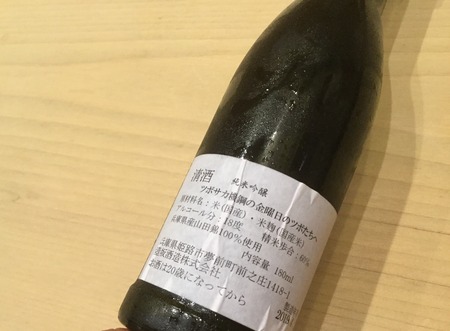 清酒 純米吟醸
ツボサカ横綱の金曜日のツボたちへ
原材料名：米(国産)・米麹(国産米)
アルコール分：18度 精米歩合：60%
兵庫県産山田錦100%使用 内容量 180ml
兵庫県姫路市夢前町前之庄1418-1
壺坂酒造株式会社
お酒は20歳になってから
2018.